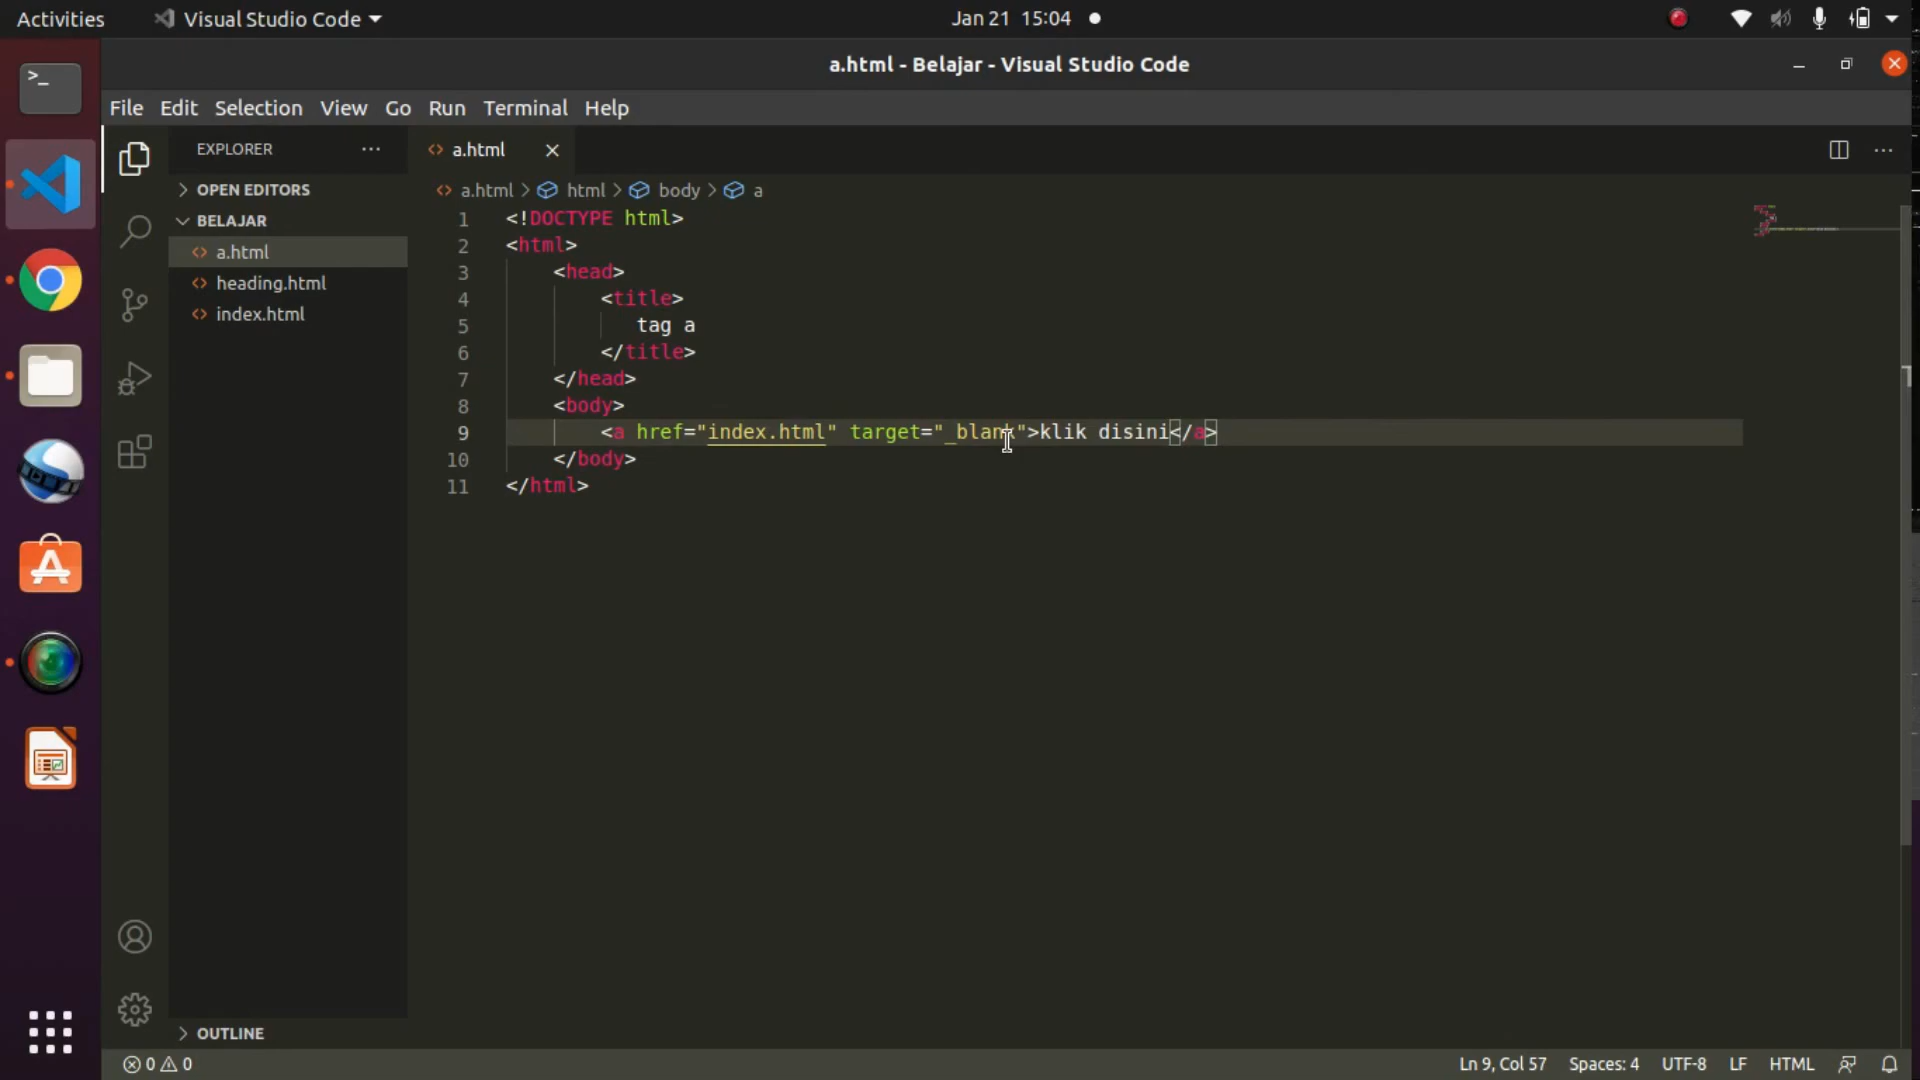 Activities
Visual Studio Code
Jan 21 15:04
a.html - Belajar - Visual Studio Code
File Edit Selection View Go Run Terminal Help
EXPLORER
a.html
OPEN EDITORS
a.html > html > body > a
BELAJAR
a.html
heading.html
index.html
1 <!DOCTYPE html>
2 <html>
3 <head>
4 <title>
5 tag a
6 </title>
7 </head>
8 <body>
9 <a href="index.html" target="_blank">klik disini</a>
10 </body>
11 </html>
OUTLINE
0 0
Ln 9, Col 57 Spaces: 4 UTF-8 LF HTML